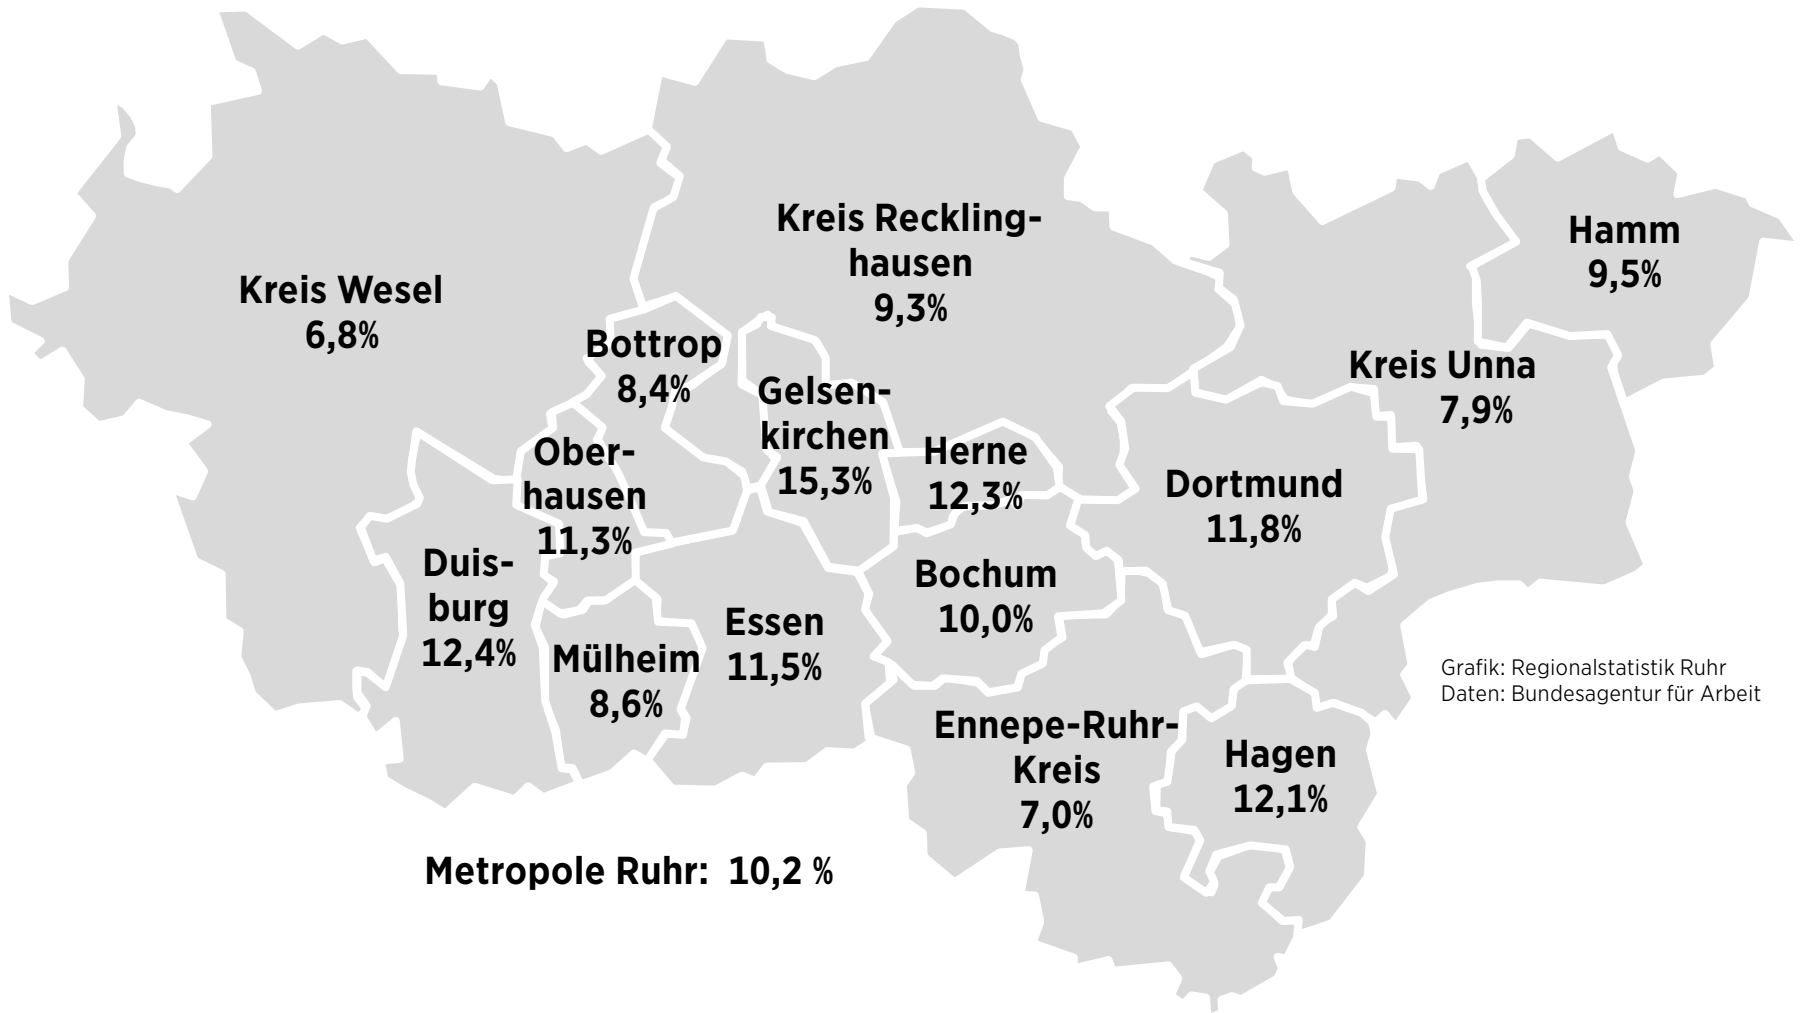 Kreis Reckling-
hausen
9,3%
Hamm
9,5%
Kreis Wesel
6,8%
Bottrop
8,4%
Kreis Unna
7,9%
Gelsen-
kirchen
15,3%
Ober-
hausen
11,3%
Herne
12,3%
Dortmund
11,8%
Duis-
burg
12,4%
Bochum
10,0%
Essen
11,5%
Mülheim
8,6%
Grafik: Regionalstatistik Ruhr
Daten: Bundesagentur für Arbeit
Ennepe-Ruhr-
Kreis
7,0%
Hagen
12,1%
Metropole Ruhr: 10,2 %